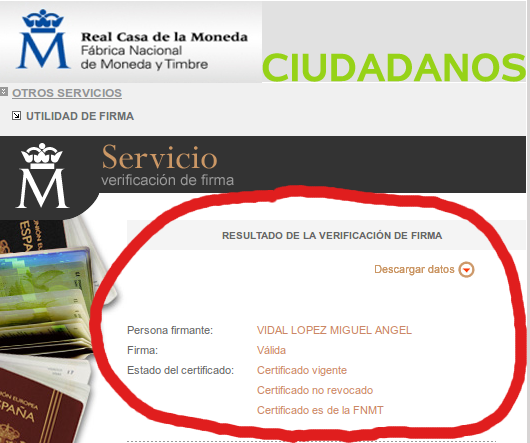 Real Casa de la Moneda
Fábrica Nacional
de Moneda y Timbre
CIUDADANOS
OTROS SERVICIOS
UTILIDAD DE FIRMA
M
Servicio
verificación de firma
RESULTADO DE LA VERIFICACIÓN DE FIRMA
Descargar datos
Persona firmante: VIDAL LOPEZ MIGUEL ANGEL
Firma: Válida
Estado del certificado: Certificado vigente
Certificado no revocado
Certificado es de la FNMT
ESPAÑA